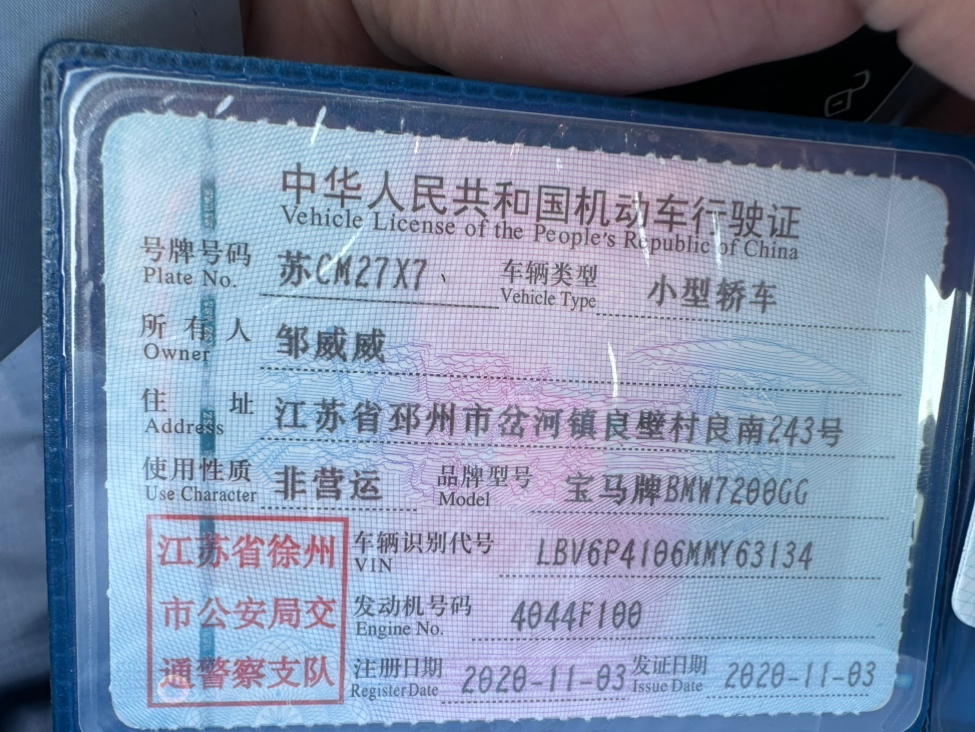 中华人民共和国机动车行驶证
Vehicle License of the People's Republic of China
号牌号码 苏CM27X7 车辆类型 小型轿车
Plate No. Vehicle Type
所有人 邹威威
Owner
住址 江苏省邳州市岔河镇良壁村良南243号
Address
使用性质 非营运 品牌型号 宝马牌BMW7200GG
Use Character Model
江苏省徐州
市公安局交
通警察支队
车辆识别代号 LBV6P4106MMY63134
VIN
发动机号码 4044F100
Engine No.
注册日期 2020-11-03 发证日期 2020-11-03
Register Date Issue Date